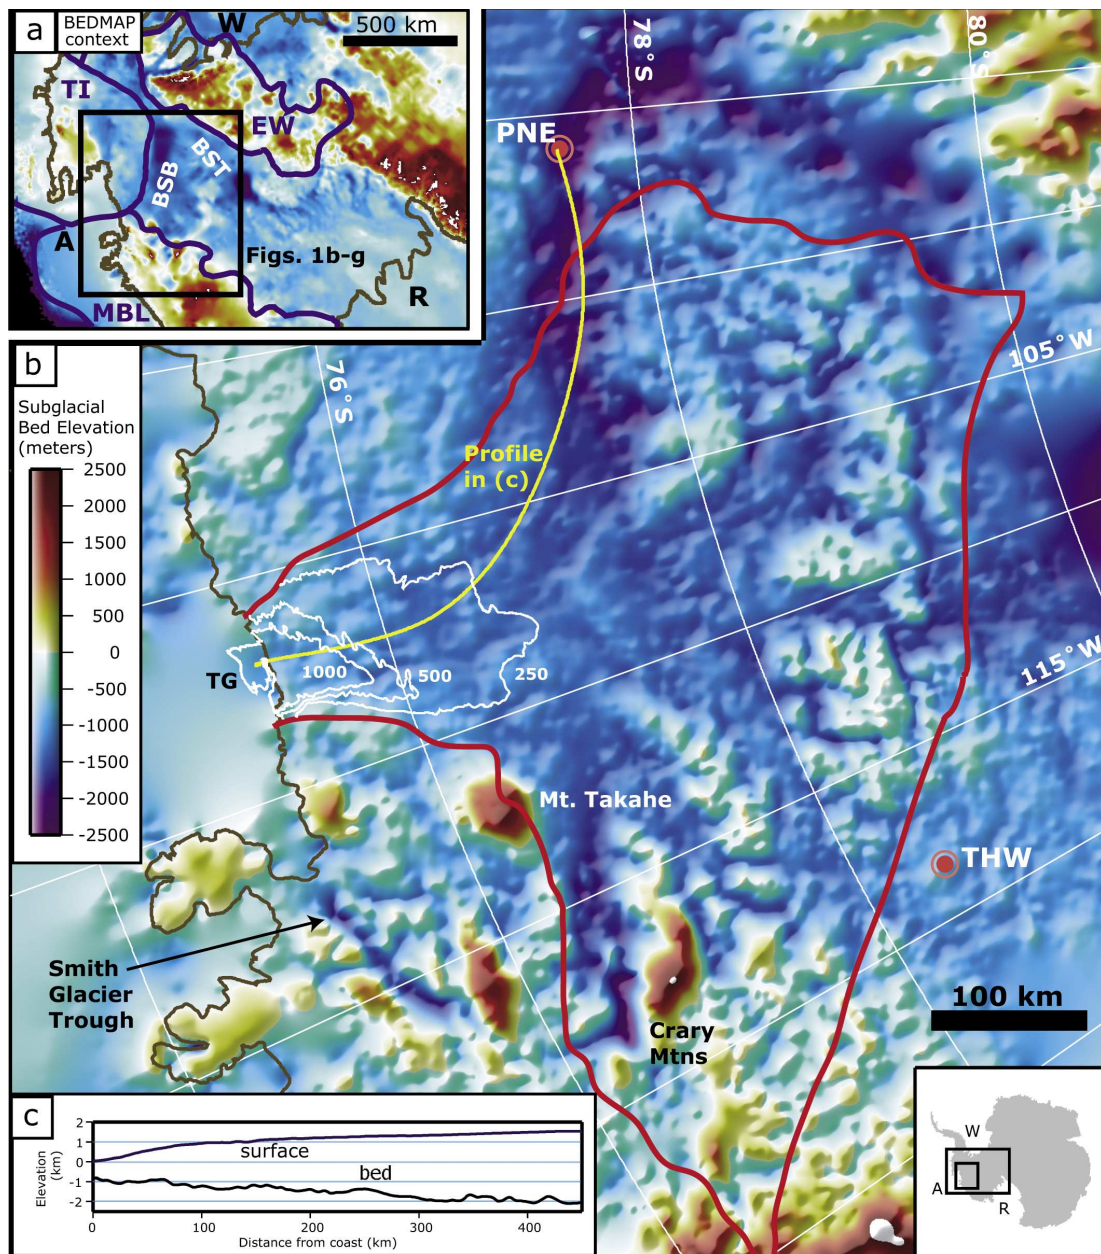 a
BEDMAP
context
W
500 km
TI
EW
BST
BSB
A
Figs. 1b-g
R
MBL
78°S
80°S
PNE
105°W
b
76°S
Subglacial
Bed Elevation
(meters)
2500
2000
1500
1000
500
0
-500
-1000
-1500
-2000
-2500
Profile
in (c)
TG
1000
500
250
115°W
Mt. Takahe
THW
Smith
Glacier
Trough
Crary
Mtns
100 km
c
Elevation
(km)
2
1
0
-1
-2
surface
bed
0
100
200
300
400
Distance from coast (km)
W
A
R